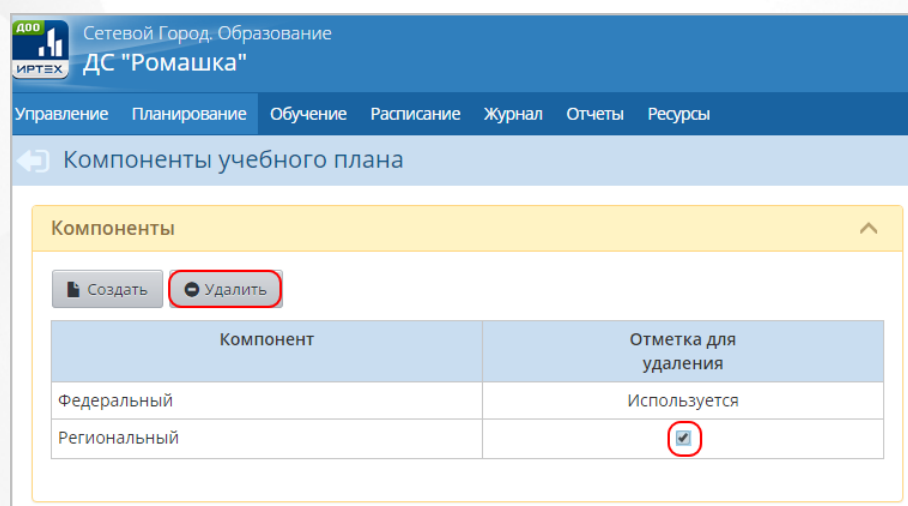 ДОО
ИРТЕХ
Сетевой Город. Образование
ДС "Ромашка"
Управление Планирование Обучение Расписание Журнал Отчеты Ресурсы
Компоненты учебного плана
Компоненты
Создать Удалить
Компонент Отметка для
удаления
Федеральный Используется
Региональный